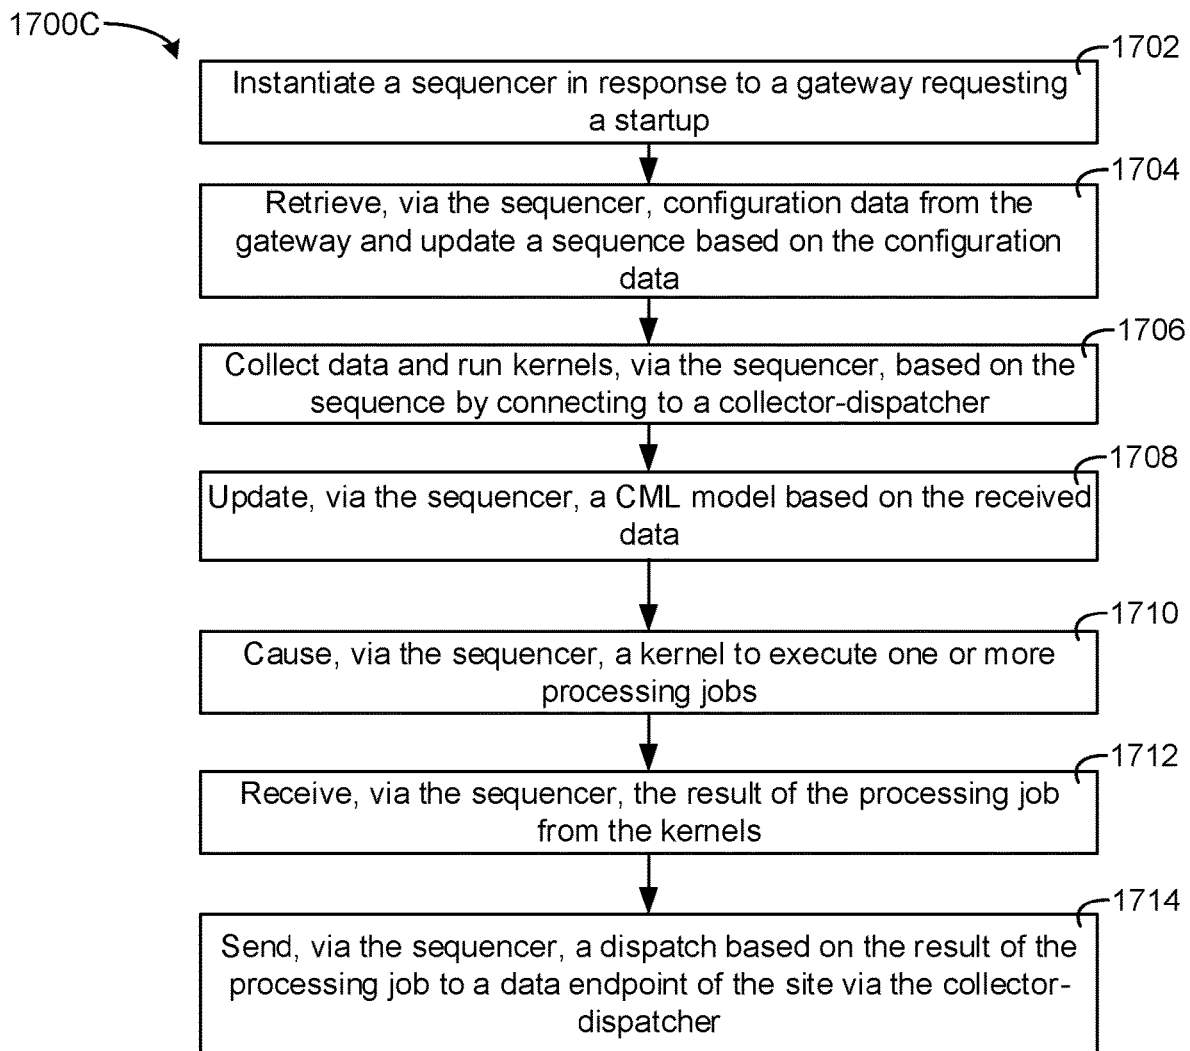 1700C
1702
Instantiate a sequencer in response to a gateway requesting
a startup
1704
Retrieve, via the sequencer, configuration data from the
gateway and update a sequence based on the configuration
data
1706
Collect data and run kernels, via the sequencer, based on the
sequence by connecting to a collector-dispatcher
1708
Update, via the sequencer, a CML model based on the received
data
1710
Cause, via the sequencer, a kernel to execute one or more
processing jobs
1712
Receive, via the sequencer, the result of the processing job
from the kernels
1714
Send, via the sequencer, a dispatch based on the result of the
processing job to a data endpoint of the site via the collector-
dispatcher